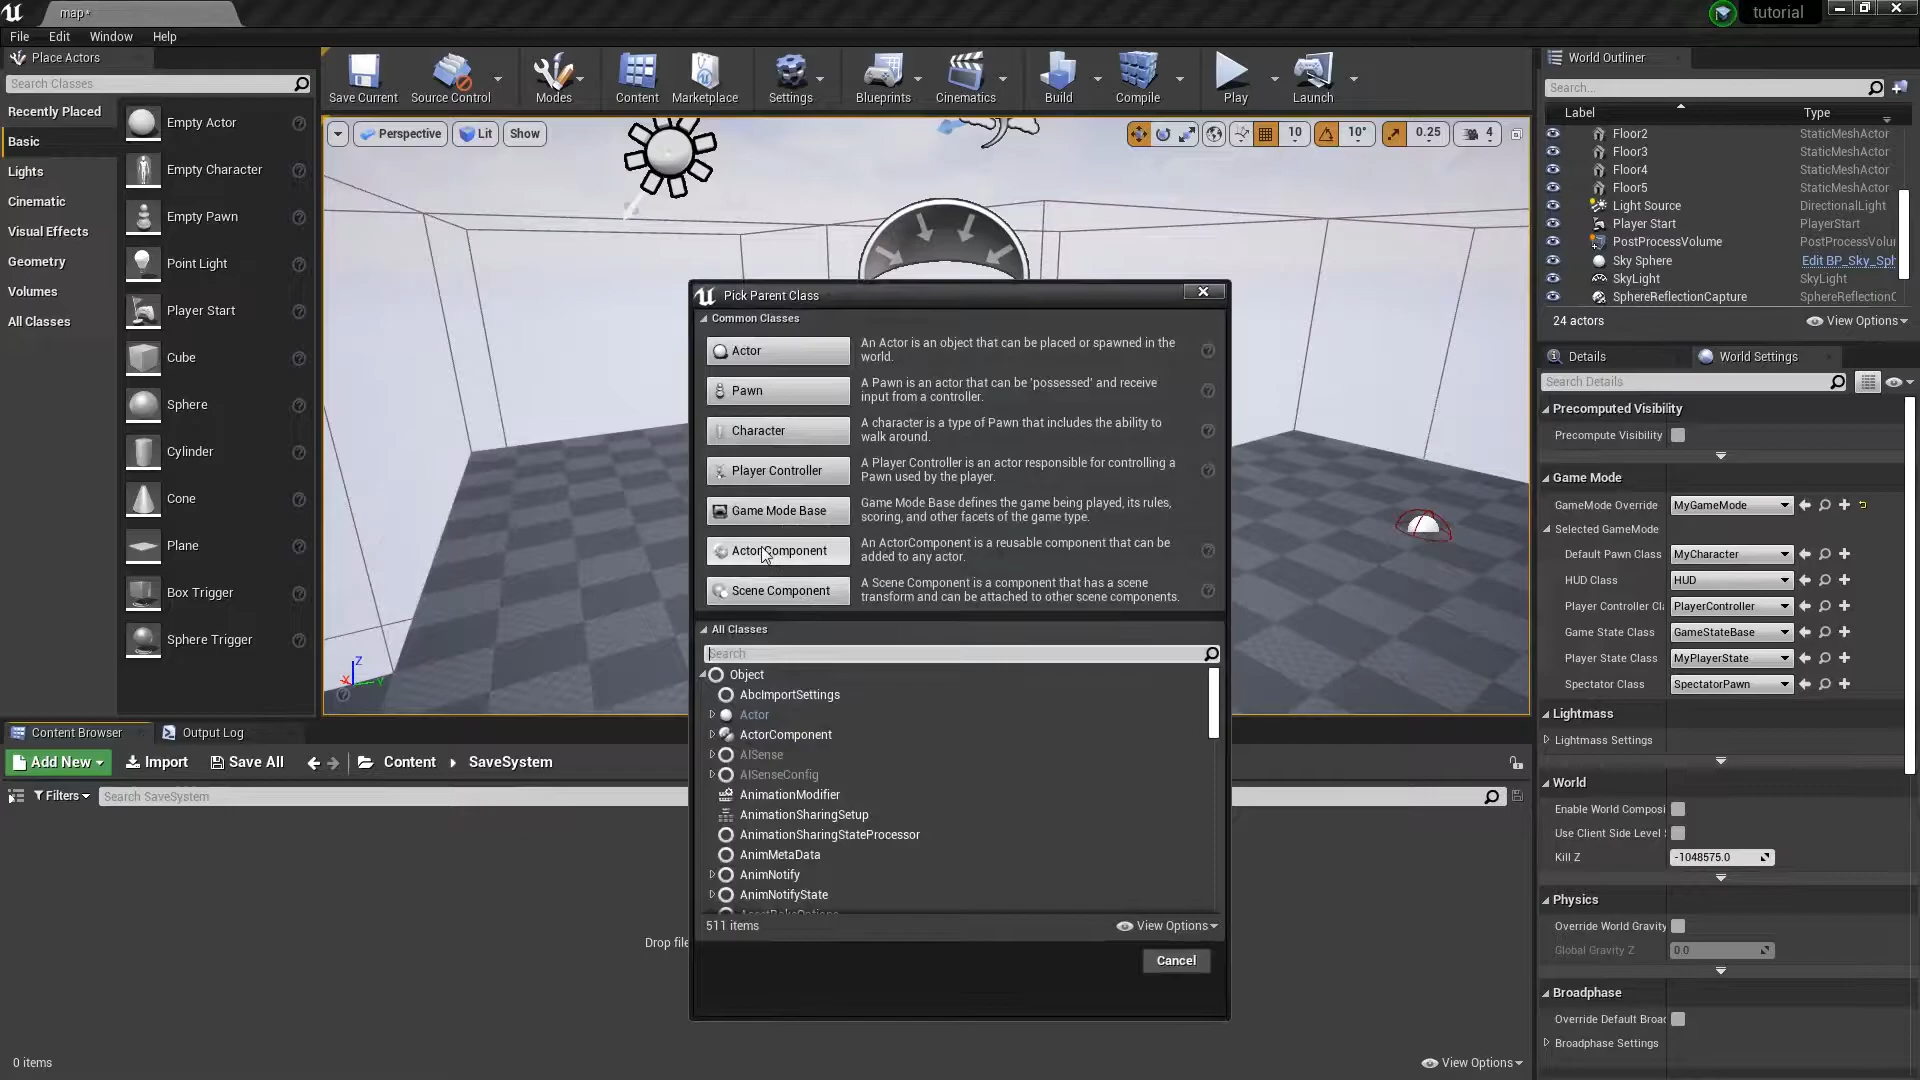 map*
tutorial
File Edit Window Help
Place Actors
Search Classes
Recently Placed
Basic
Lights
Cinematic
Visual Effects
Geometry
Volumes
All Classes
Empty Actor
Empty Character
Empty Pawn
Point Light
Player Start
Cube
Sphere
Cylinder
Cone
Plane
Box Trigger
Sphere Trigger
Save Current Source Control Modes Content Marketplace Settings Blueprints Cinematics Build Compile Play Launch
Perspective Lit Show
10 10° 0.25 4
X Y Z
Pick Parent Class
Common Classes
Actor
An Actor is an object that can be placed or spawned in the
world.
Pawn
A Pawn is an actor that can be 'possessed' and receive
input from a controller.
Character
A character is a type of Pawn that includes the ability to
walk around.
Player Controller
A Player Controller is an actor responsible for controlling a
Pawn used by the player.
Game Mode Base
Game Mode Base defines the game being played, its rules,
scoring, and other facets of the game type.
Actor Component
An ActorComponent is a reusable component that can be
added to any actor.
Scene Component
A Scene Component is a component that has a scene
transform and can be attached to other scene components.
All Classes
Search
Object
AbcImportSettings
Actor
ActorComponent
AISense
AISenseConfig
AnimationModifier
AnimationSharingSetup
AnimationSharingStateProcessor
AnimMetaData
AnimNotify
AnimNotifyState
511 items View Options
Cancel
World Outliner
Search...
Label Type
Floor2 StaticMeshActor
Floor3 StaticMeshActor
Floor4 StaticMeshActor
Floor5 StaticMeshActor
Light Source DirectionalLight
Player Start PlayerStart
PostProcessVolume PostProcessVolu
Sky Sphere Edit BP_Sky_Sph
SkyLight SkyLight
SphereReflectionCapture SphereReflectionC
24 actors View Options
Details World Settings
Search Details
Precomputed Visibility
Precompute Visibility
Game Mode
GameMode Override MyGameMode
Selected GameMode
Default Pawn Class MyCharacter
HUD Class HUD
Player Controller Cl PlayerController
Game State Class GameStateBase
Player State Class MyPlayerState
Spectator Class SpectatorPawn
Lightmass
Lightmass Settings
World
Enable World Composi
Use Client Side Level
Kill Z -1048575.0
Physics
Override World Gravity
Global Gravity Z 0.0
Broadphase
Override Default Broad
Broadphase Settings
Content Browser Output Log
Add New Import Save All Content SaveSystem
Filters Search SaveSystem
Drop file
0 items View Options